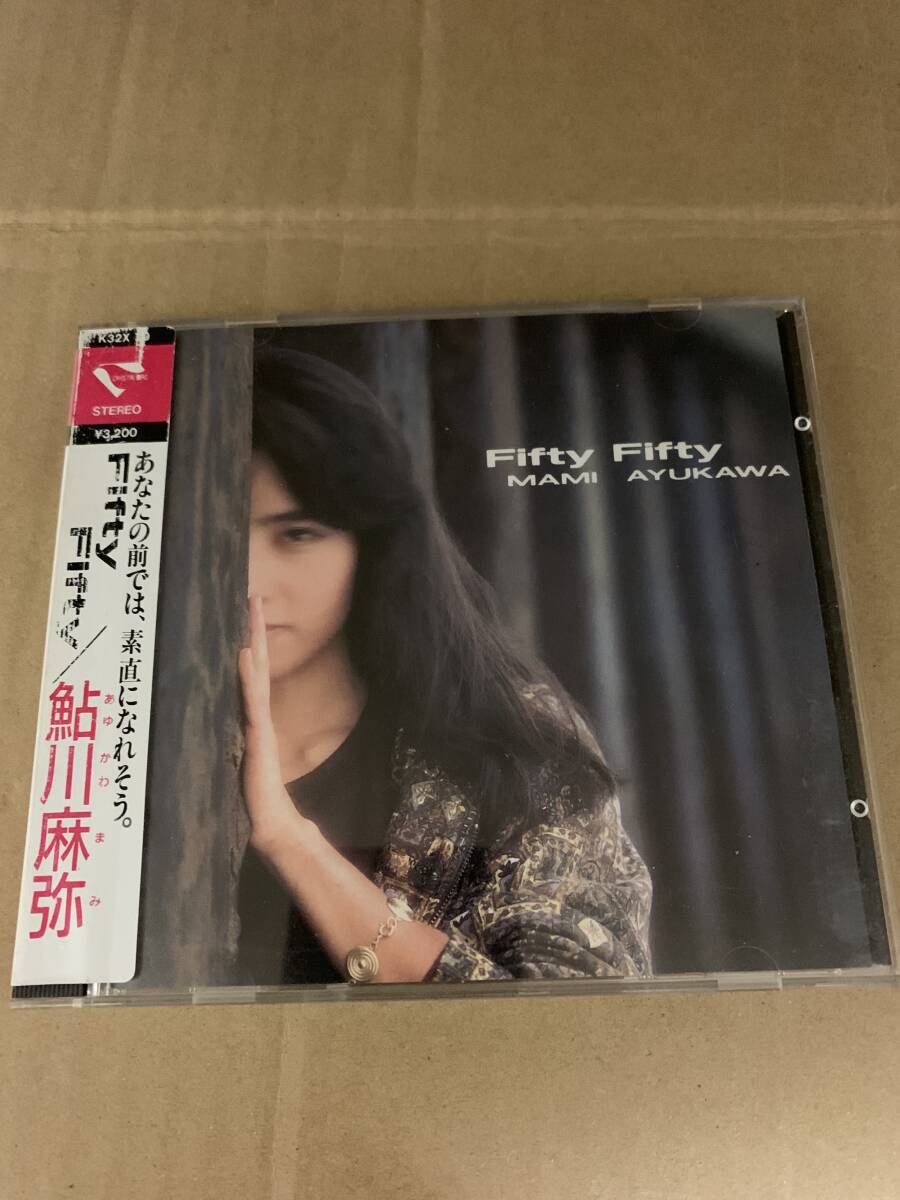 K32X
STEREO
¥3,200
あなたの前では、素直になれそう。
Fifty Fifty／鮎川麻弥
あゆかわまみ
Fifty Fifty
MAMI AYUKAWA